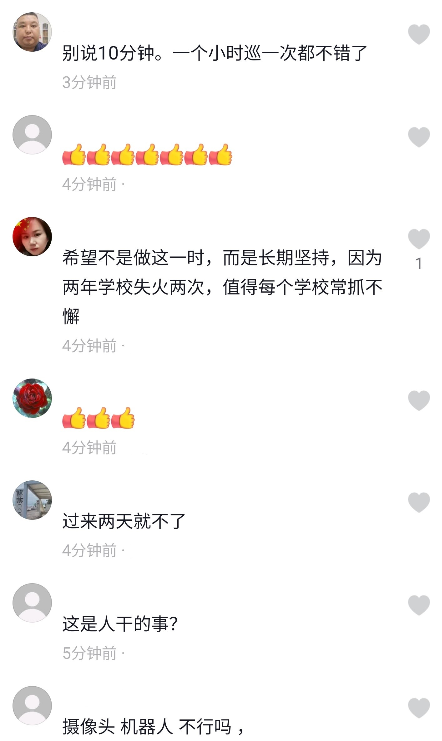 别说10分钟。一个小时巡一次都不错了
3分钟前
👍👍👍👍👍👍👍
4分钟前 ·
希望不是做这一时，而是长期坚持，因为
两年学校失火两次，值得每个学校常抓不
懈
1
4分钟前 ·
👍👍👍
4分钟前
过来两天就不了
4分钟前 ·
这是人干的事?
5分钟前 ·
摄像头 机器人 不行吗 ，